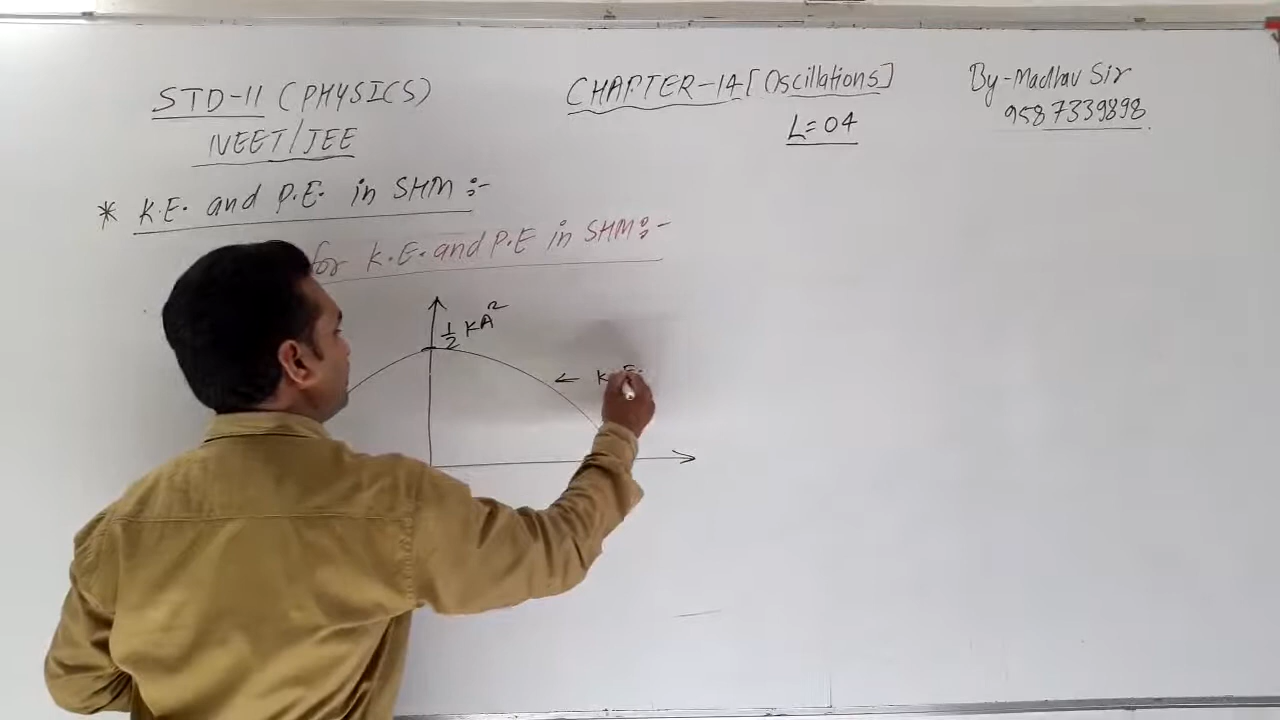 STD-11 (PHYSICS)
NEET/JEE
CHAPTER-14 [Oscillations]
L=04
By-Madhav Sir
9587339898
* K.E. and P.E. in SHM :-
for K.E. and P.E in SHM :-
1/2 KA²
← K.E.